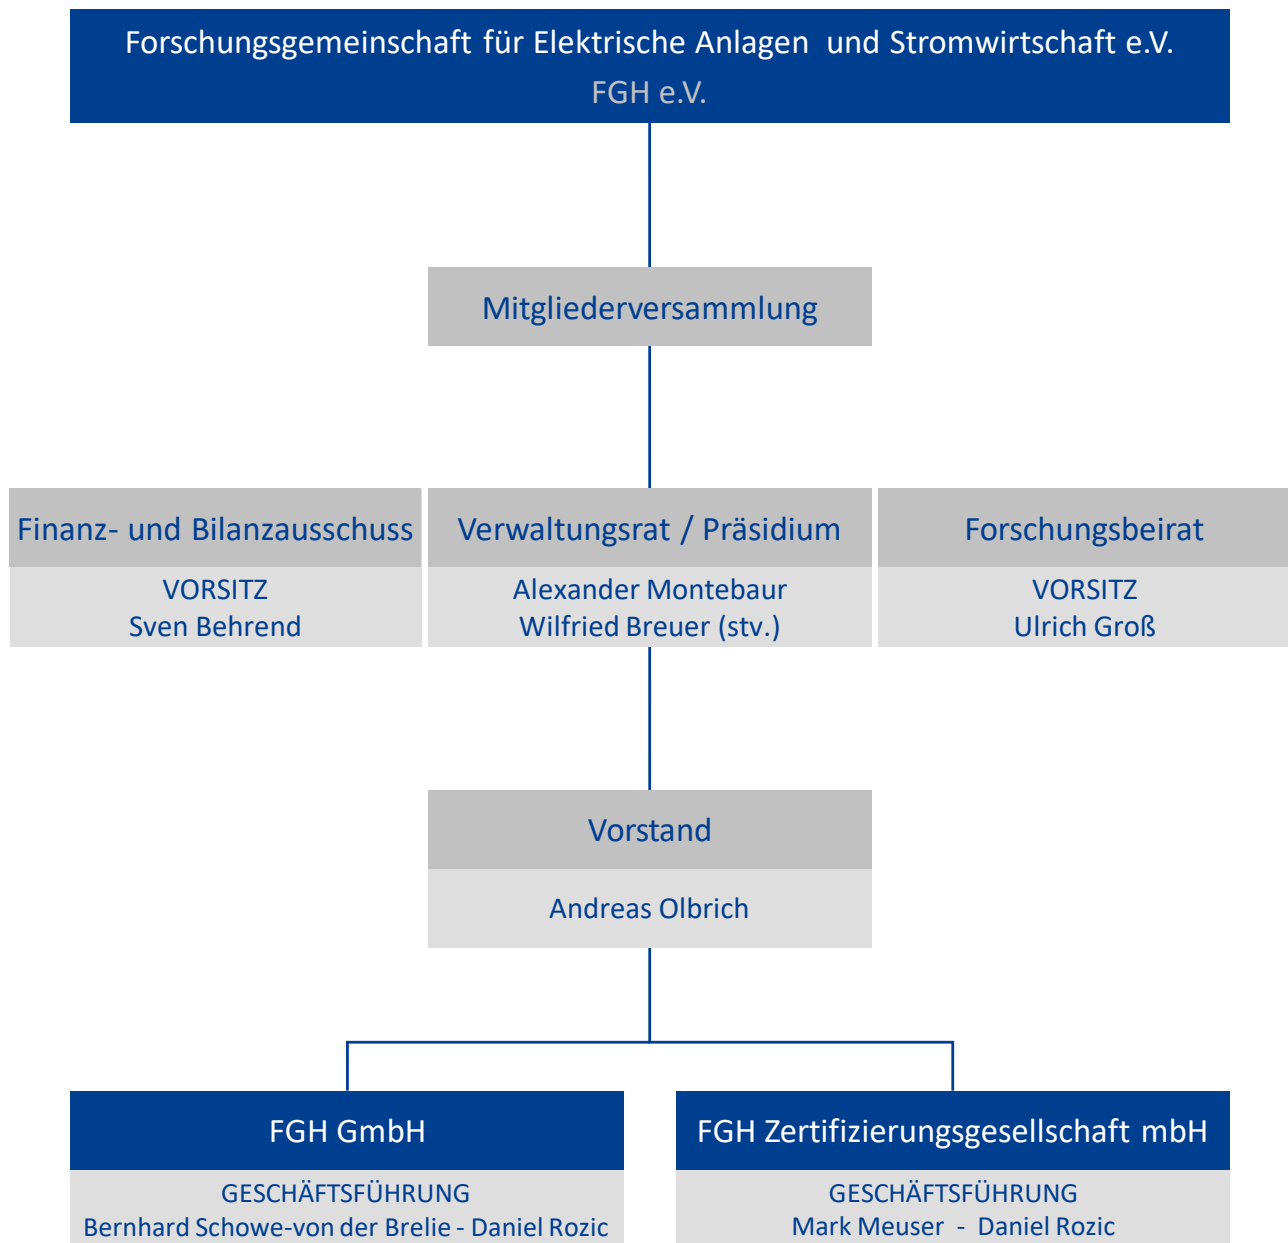 Forschungsgemeinschaft für Elektrische Anlagen und Stromwirtschaft e.V.
FGH e.V.
Mitgliederversammlung
Finanz- und Bilanzausschuss
VORSITZ
Sven Behrend
Verwaltungsrat / Präsidium
Alexander Montebaur
Wilfried Breuer (stv.)
Forschungsbeirat
VORSITZ
Ulrich Groß
Vorstand
Andreas Olbrich
FGH GmbH
GESCHÄFTSFÜHRUNG
Bernhard Schowe-von der Brelie - Daniel Rozic
FGH Zertifizierungsgesellschaft mbH
GESCHÄFTSFÜHRUNG
Mark Meuser - Daniel Rozic